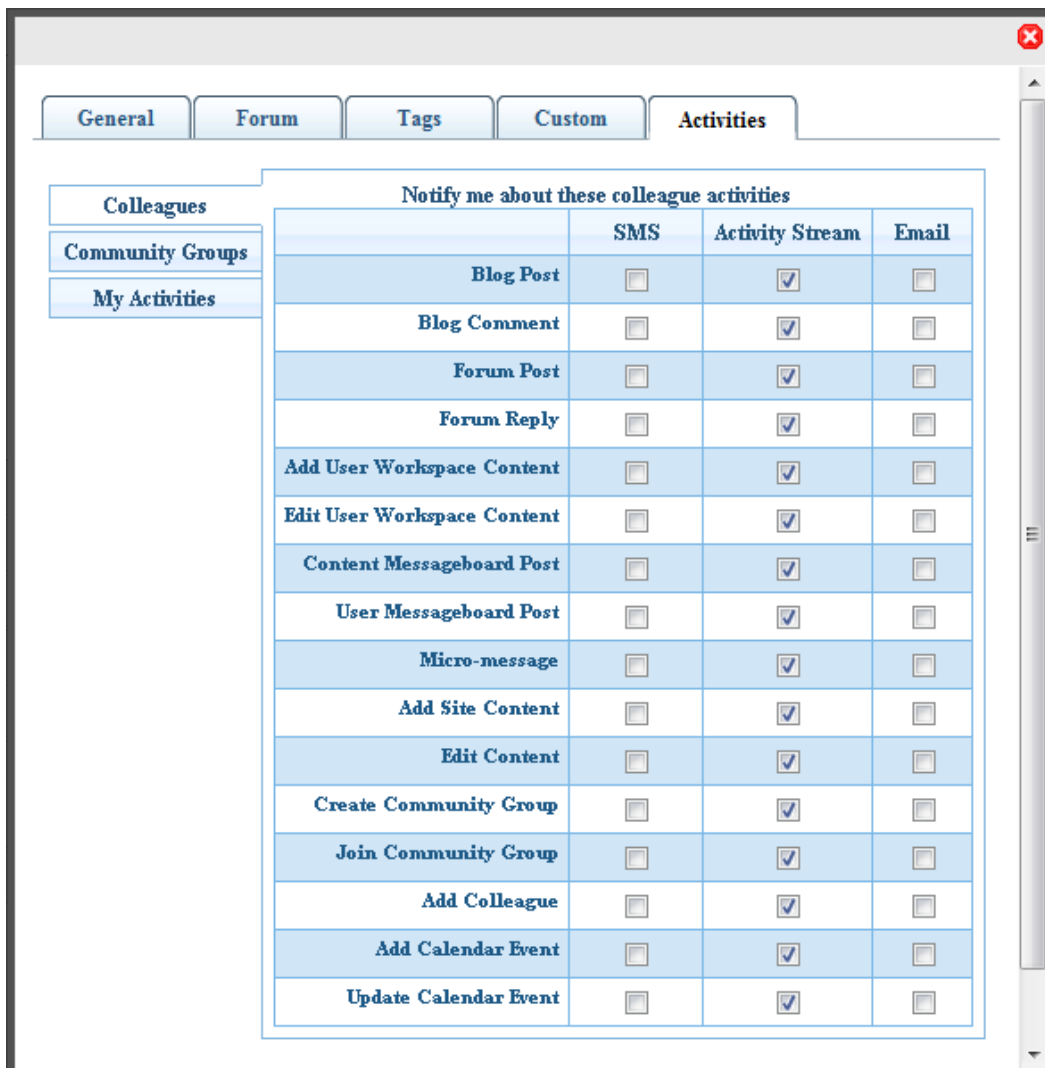 General Forum Tags Custom Activities
Colleagues
Community Groups
My Activities
Notify me about these colleague activities
SMS Activity Stream Email
Blog Post
Blog Comment
Forum Post
Forum Reply
Add User Workspace Content
Edit User Workspace Content
Content Messageboard Post
User Messageboard Post
Micro-message
Add Site Content
Edit Content
Create Community Group
Join Community Group
Add Colleague
Add Calendar Event
Update Calendar Event